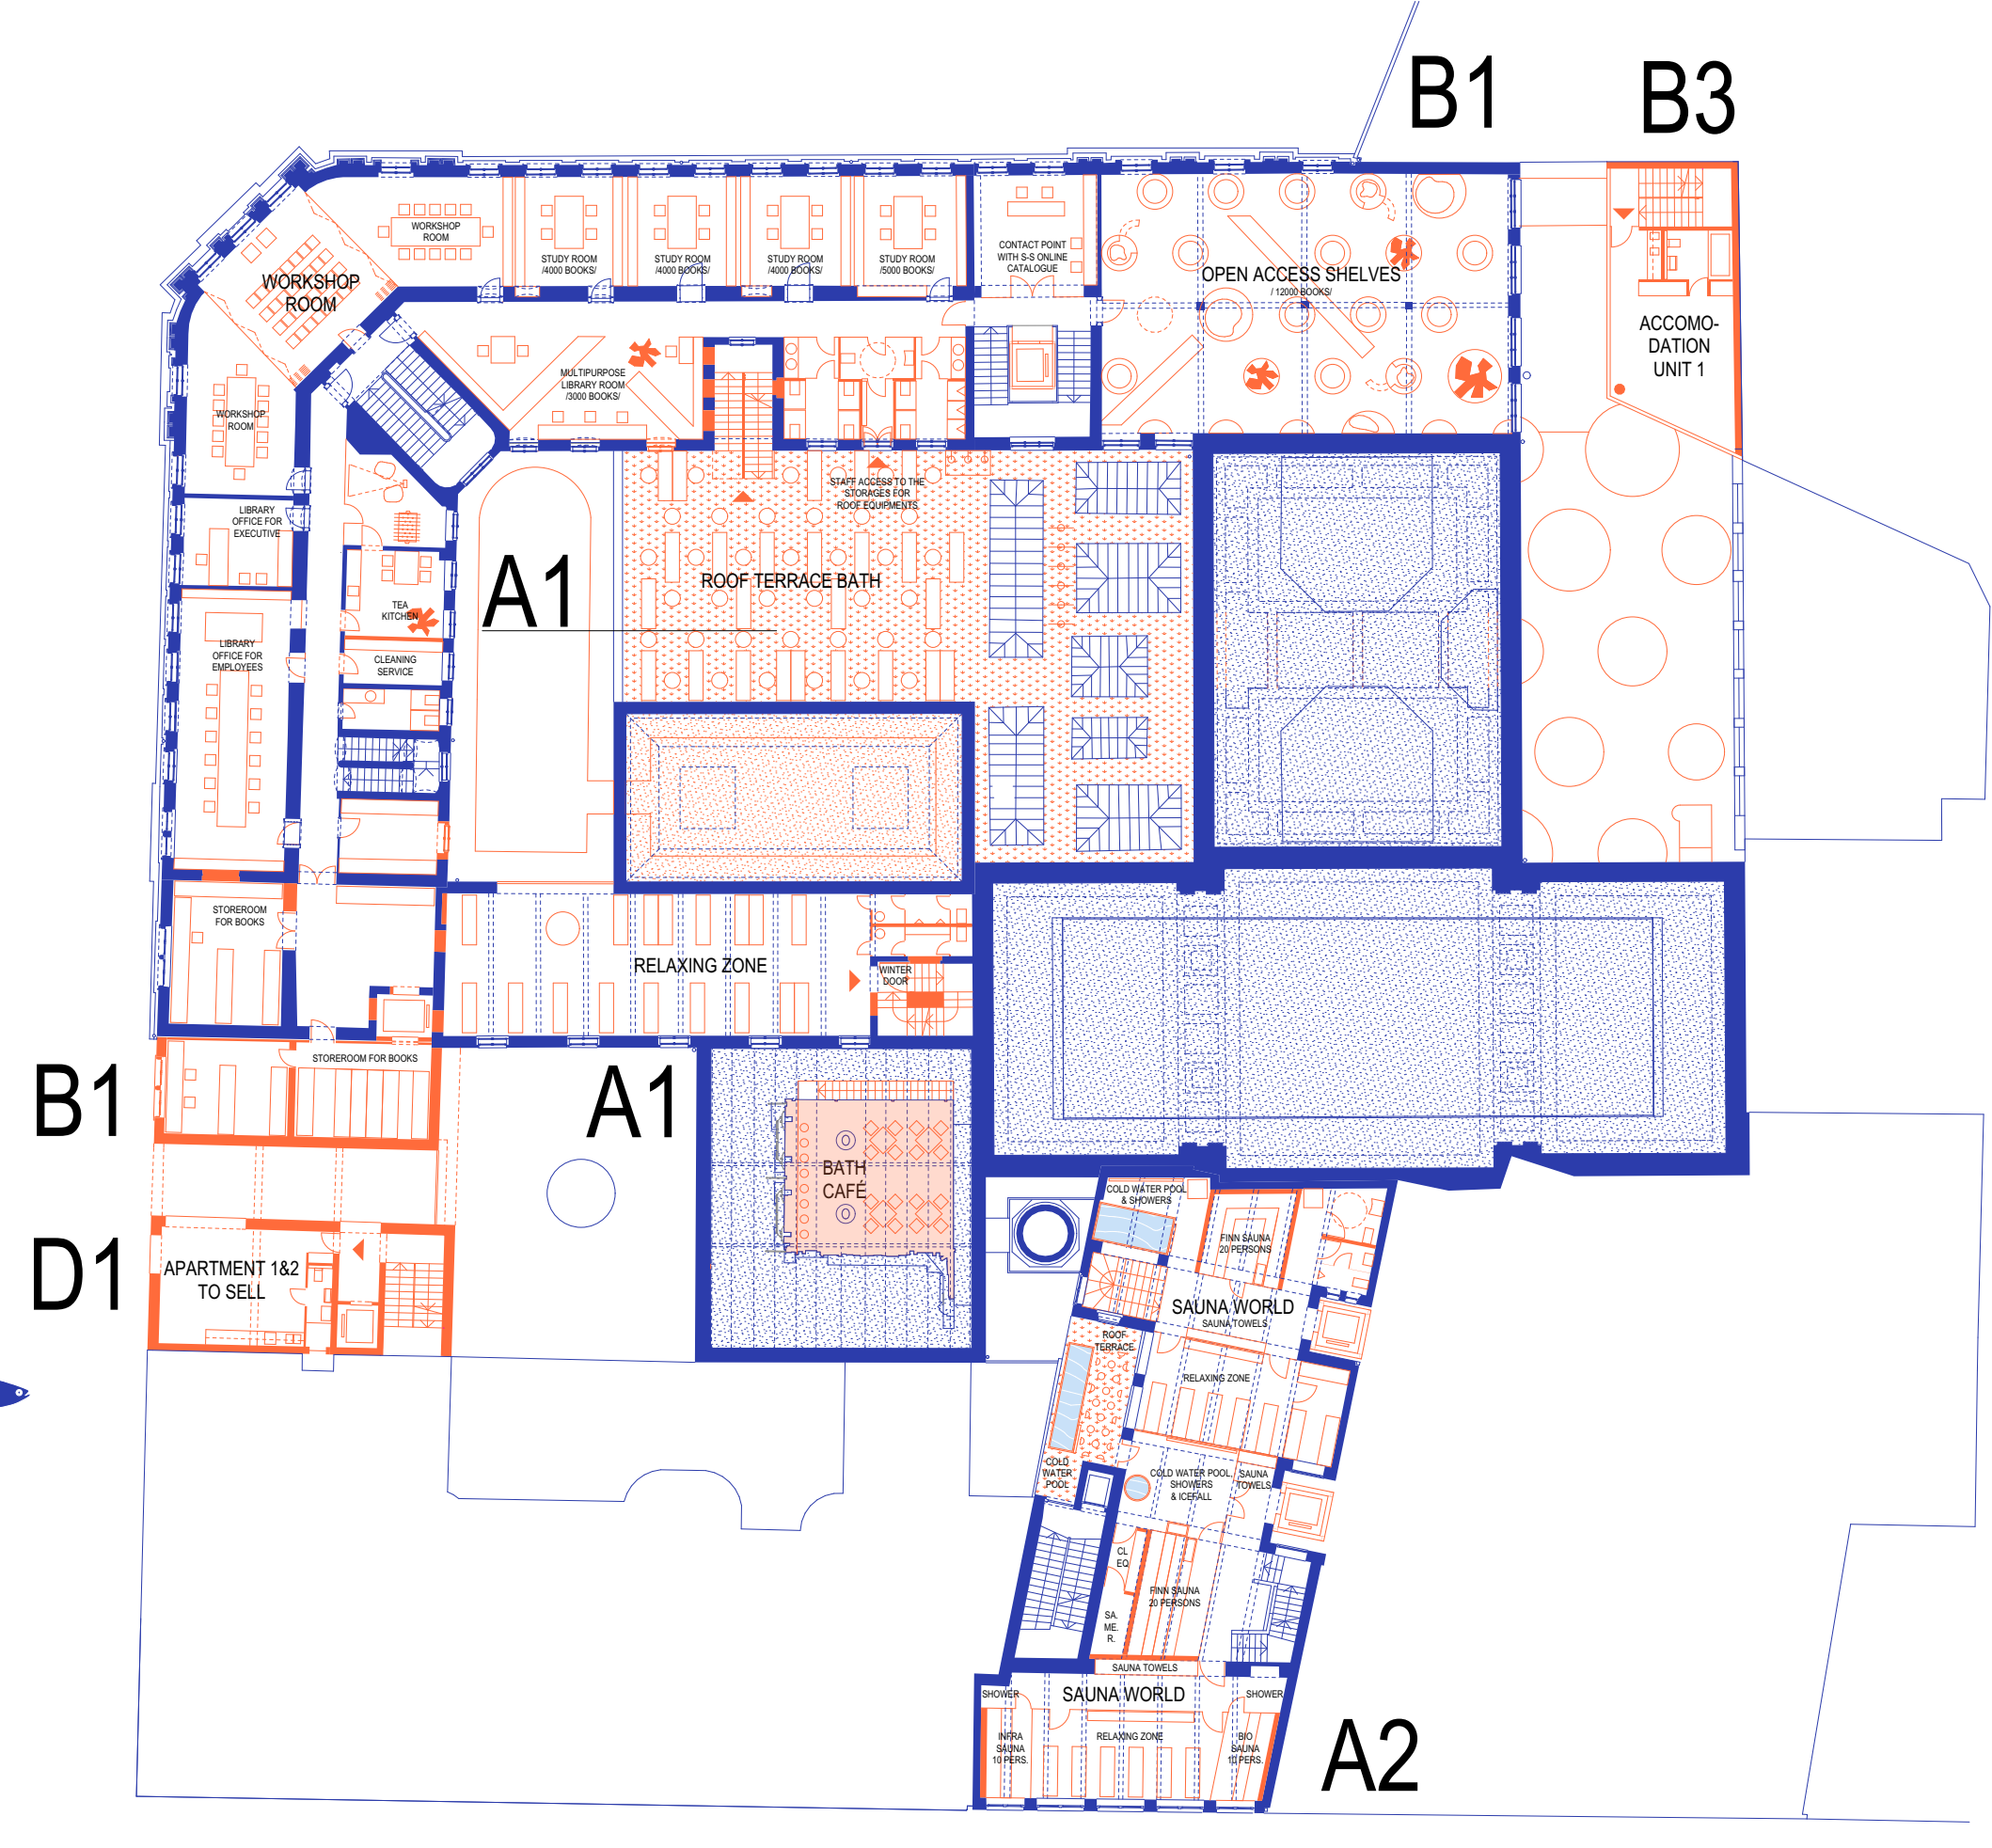 B1
B3
WORKSHOP
ROOM
STUDY ROOM
/4000 BOOKS/
STUDY ROOM
/4000 BOOKS/
STUDY ROOM
/4000 BOOKS/
STUDY ROOM
/5000 BOOKS/
CONTACT POINT
WITH S-S ONLINE
CATALOGUE
OPEN ACCESS SHELVES
/ 12000 BOOKS/
WORKSHOP
ROOM
ACCOMO-
DATION
UNIT 1
MULTIPURPOSE
LIBRARY ROOM
/3000 BOOKS/
WORKSHOP
ROOM
STAFF ACCESS TO THE
STORAGES FOR
ROOF EQUIPMENTS
LIBRARY
OFFICE FOR
EXECUTIVE
A1
ROOF TERRACE BATH
TEA
KITCHEN
LIBRARY
OFFICE FOR
EMPLOYEES
CLEANING
SERVICE
STOREROOM
FOR BOOKS
RELAXING ZONE
WINTER
DOOR
STOREROOM FOR BOOKS
B1
A1
BATH
CAFÉ
COLD WATER POOL
& SHOWERS
FINN SAUNA
20 PERSONS
D1
APARTMENT 1&2
TO SELL
SAUNA WORLD
SAUNA TOWELS
ROOF
TERRACE
RELAXING ZONE
COLD
WATER
POOL
COLD WATER POOL,
SHOWERS
& ICEFALL
SAUNA
TOWELS
CL
EQ
FINN SAUNA
20 PERSONS
SA.
ME.
R.
SAUNA TOWELS
SHOWER
SAUNA WORLD
SHOWER
INFRA
SAUNA
10 PERS.
RELAXING ZONE
BIO
SAUNA
10 PERS.
A2